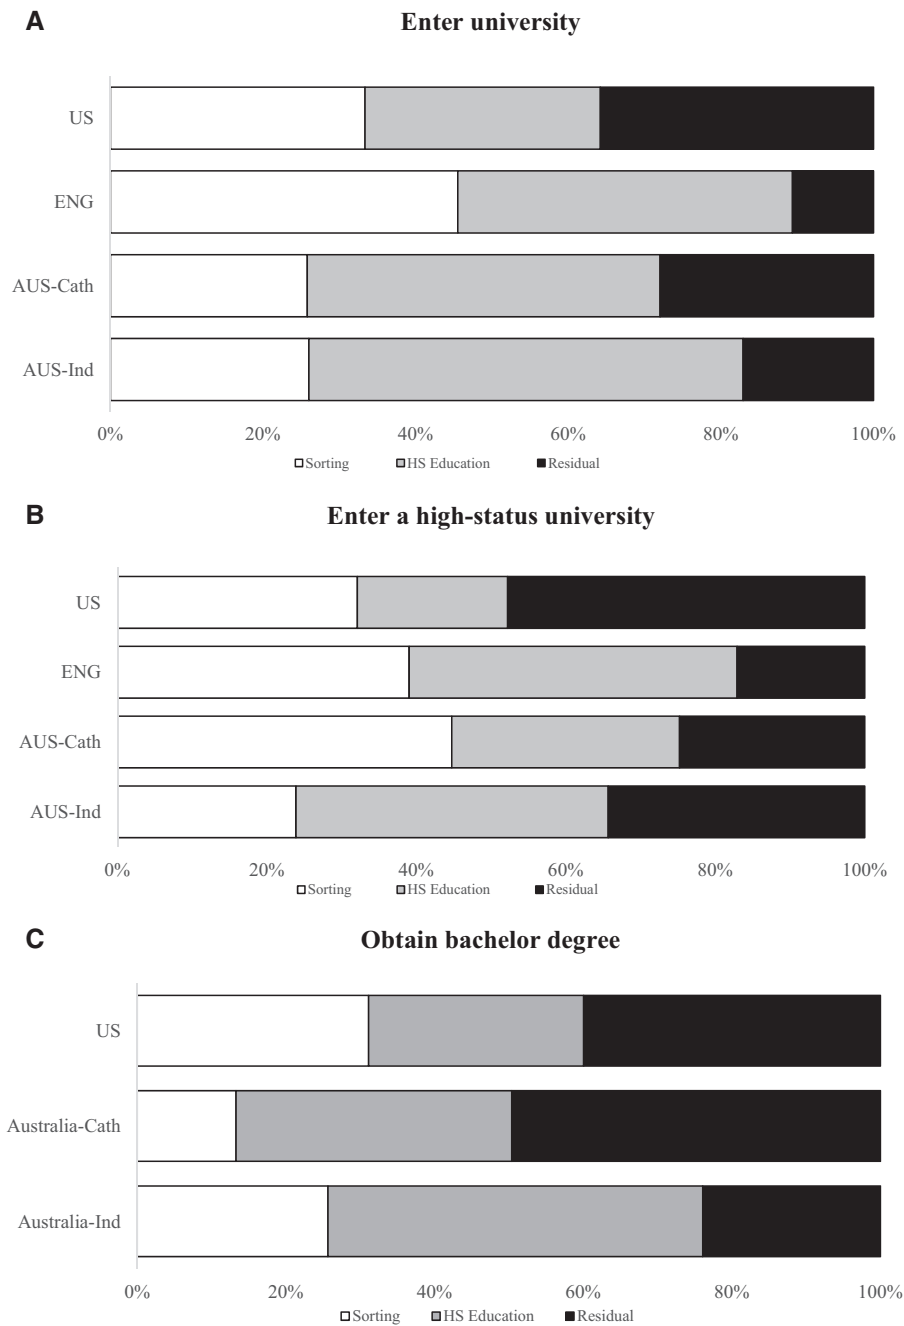 A Enter university
US
ENG
AUS-Cath
AUS-Ind
0% 20% 40% 60% 80% 100%
Sorting HS Education Residual
B Enter a high-status university
US
ENG
AUS-Cath
AUS-Ind
0% 20% 40% 60% 80% 100%
Sorting HS Education Residual
C Obtain bachelor degree
US
Australia-Cath
Australia-Ind
0% 20% 40% 60% 80% 100%
Sorting HS Education Residual